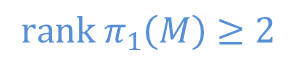 rank π₁(M) ≥ 2